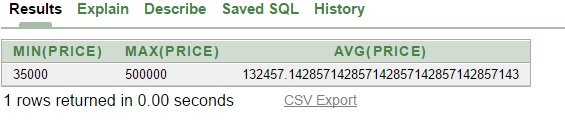 Results Explain Describe Saved SQL History
MIN(PRICE) MAX(PRICE) AVG(PRICE)
35000 500000 132457.142857142857142857142857142857143
1 rows returned in 0.00 seconds CSV Export